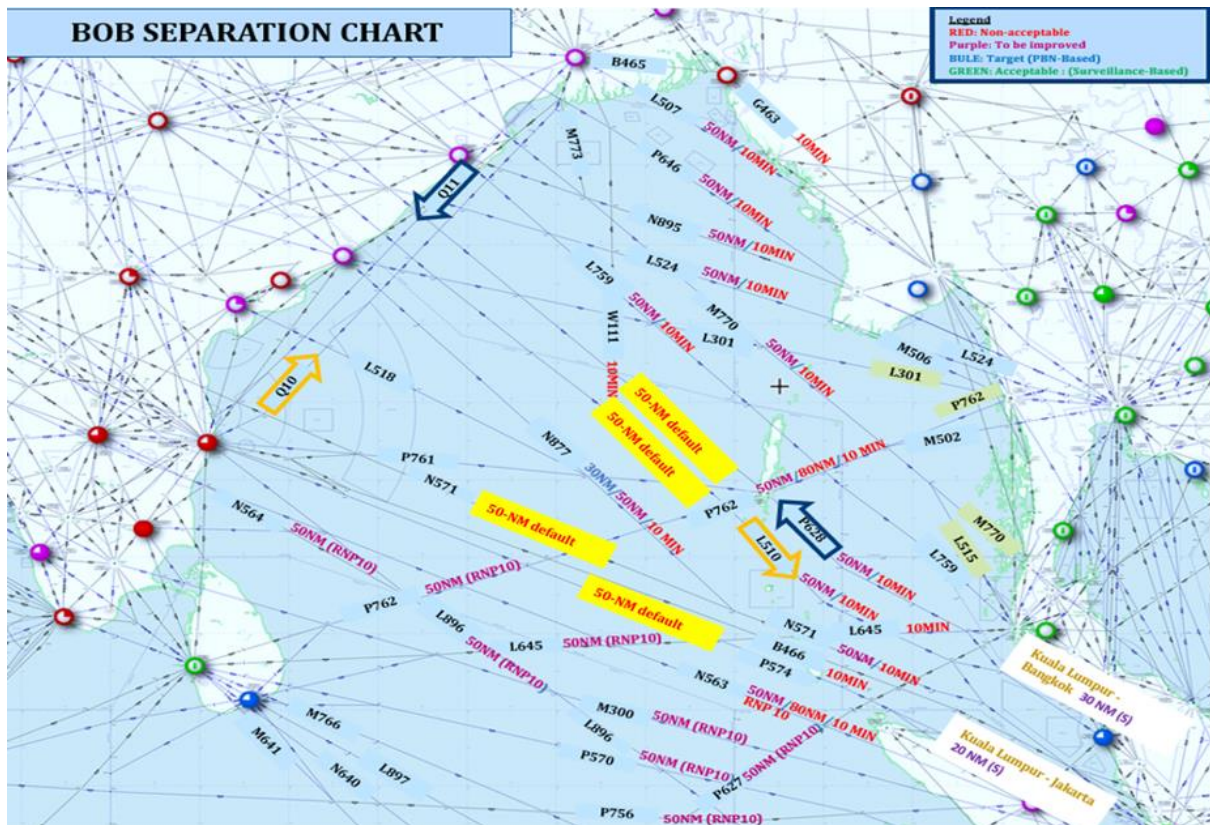 BOB SEPARATION CHART
Legend
RED: Non-acceptable
Purple: To be improved
BULE: Target (PBN-Based)
GREEN: Acceptable : (Surveillance-Based)
B465
L507
50NM/10MIN
G463
10MIN
M773
P646
50NM/10MIN
Q11
N895
50NM/10MIN
L524
50NM/10MIN
L759
50NM/10MIN
M770
L301
50NM/10MIN
W111
10MIN
M506
L524
L301
P762
M502
Q10
L518
50-NM default
50-NM default
N877
30NM/50NM/10 MIN
P761
N571
50NM/80NM/10 MIN
P762
N564
50NM (RNP10)
50-NM default
L510
P628
M770
L515
L759
50NM/10MIN
50NM/10MIN
P762
50NM (RNP10)
50-NM default
L896
50NM (RNP10)
L645
50NM (RNP10)
N571
L645
10MIN
B466
50NM/10MIN
P574
10MIN
N563
50NM/80NM/10 MIN
RNP 10
Kuala Lumpur -
Bangkok 30 NM (S)
M766
M641
M300
50NM (RNP10)
L896
P570
50NM (RNP10)
P627
50NM (RNP10)
Kuala Lumpur - Jakarta
20 NM (S)
N640
L897
P756
50NM (RNP10)